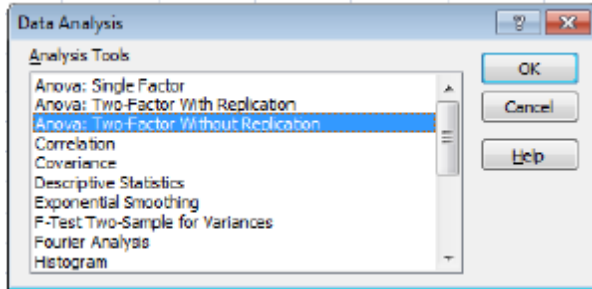 Data Analysis
Analysis Tools
Anova: Single Factor
Anova: Two-Factor With Replication
Anova: Two-Factor Without Replication
Correlation
Covariance
Descriptive Statistics
Exponential Smoothing
F-Test Two-Sample for Variances
Fourier Analysis
Histogram
OK
Cancel
Help